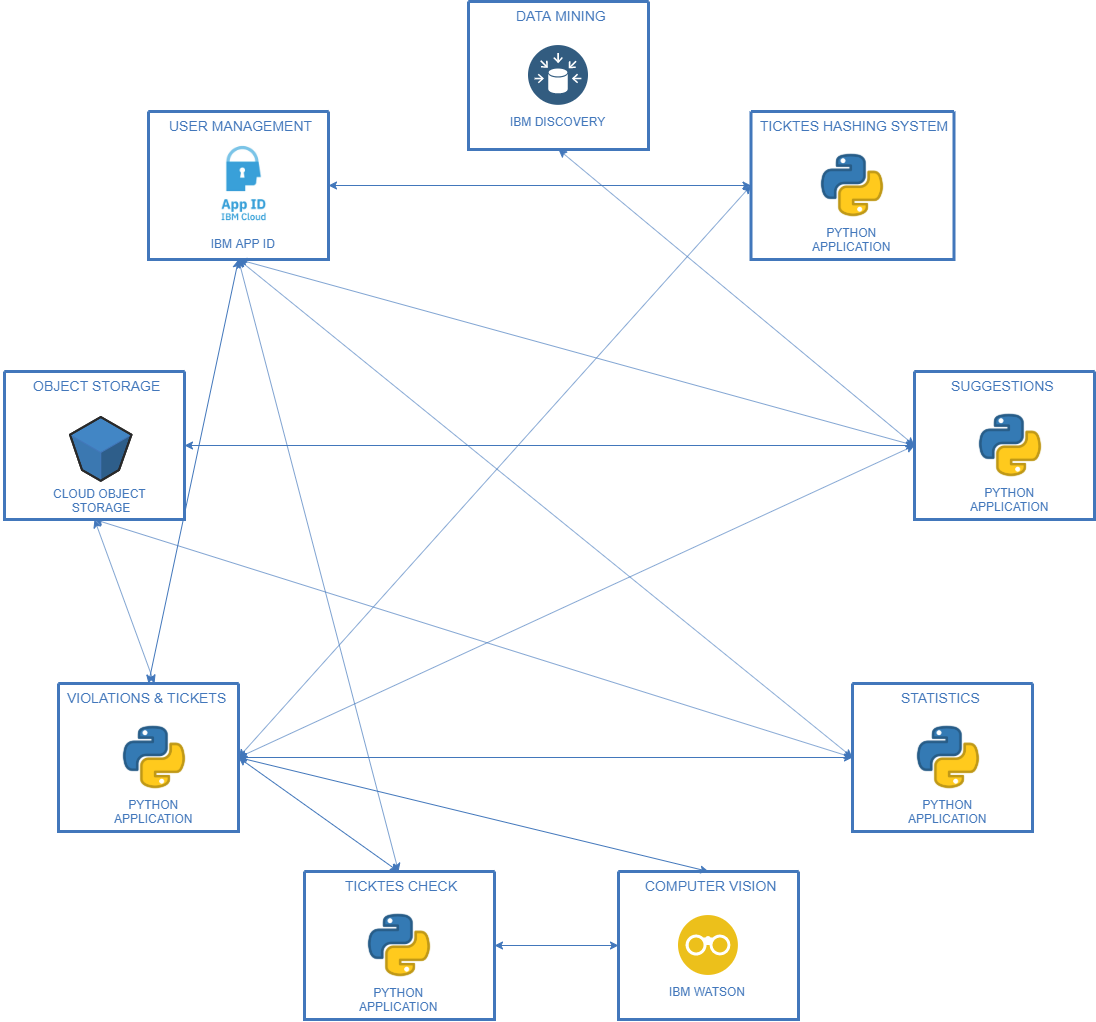 DATA MINING
IBM DISCOVERY
USER MANAGEMENT
App ID
IBM Cloud
IBM APP ID
TICKTES HASHING SYSTEM
PYTHON
APPLICATION
OBJECT STORAGE
CLOUD OBJECT
STORAGE
SUGGESTIONS
PYTHON
APPLICATION
VIOLATIONS & TICKETS
PYTHON
APPLICATION
STATISTICS
PYTHON
APPLICATION
TICKTES CHECK
PYTHON
APPLICATION
COMPUTER VISION
IBM WATSON